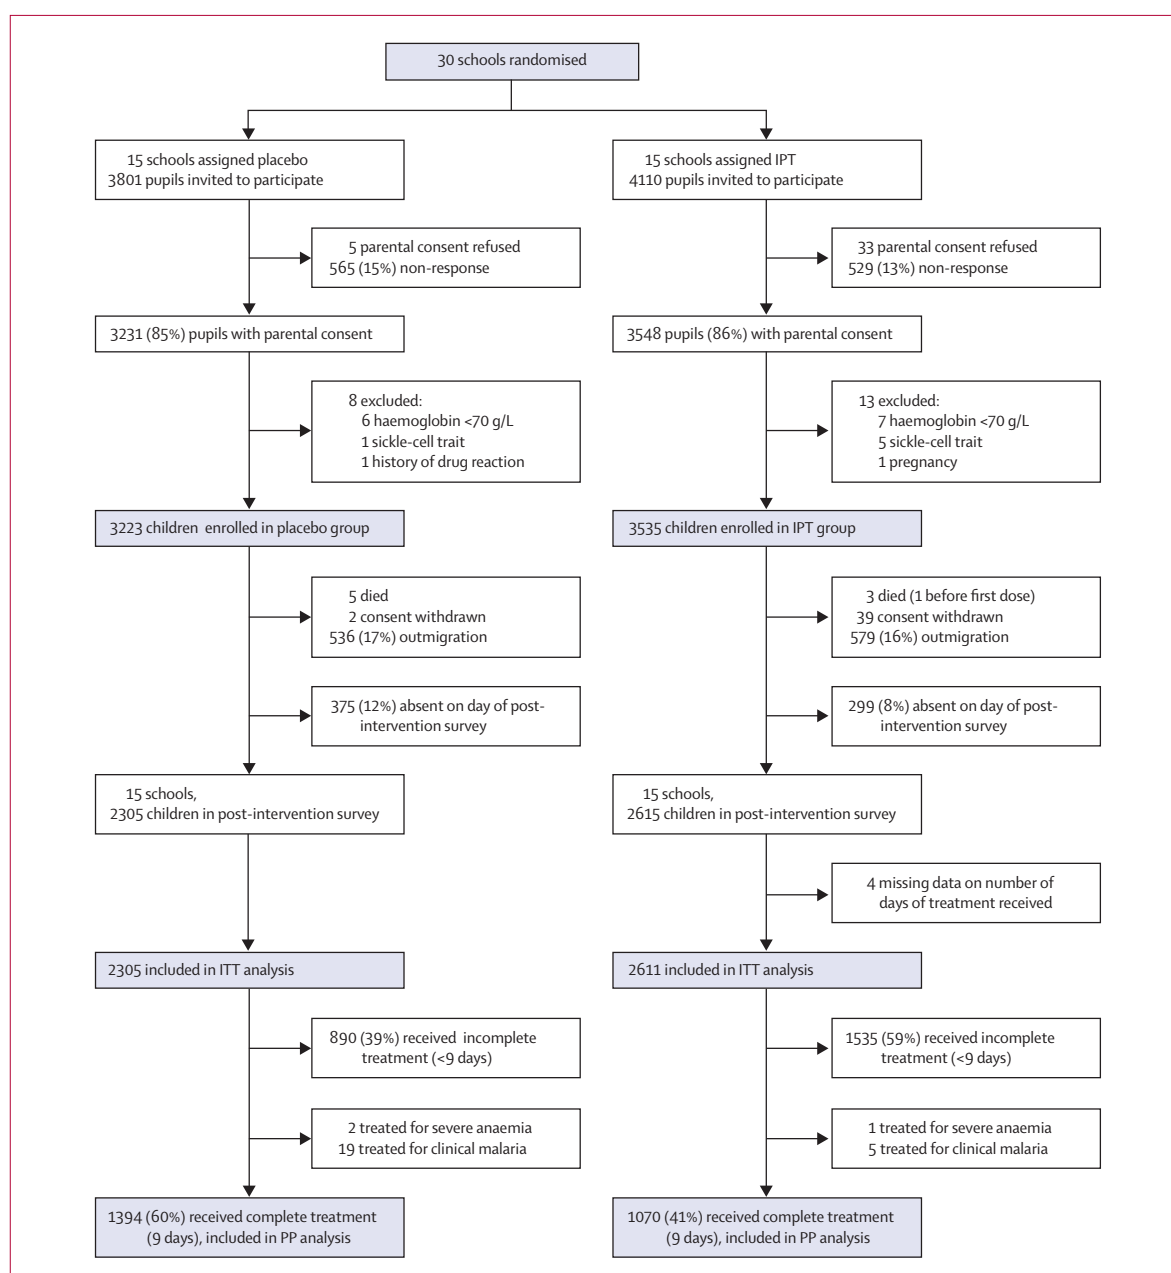 30 schools randomised
15 schools assigned placebo
3801 pupils invited to participate
15 schools assigned IPT
4110 pupils invited to participate
5 parental consent refused
565 (15%) non-response
33 parental consent refused
529 (13%) non-response
3231 (85%) pupils with parental consent
3548 pupils (86%) with parental consent
8 excluded:
6 haemoglobin <70 g/L
1 sickle-cell trait
1 history of drug reaction
13 excluded:
7 haemoglobin <70 g/L
5 sickle-cell trait
1 pregnancy
3223 children enrolled in placebo group
3535 children enrolled in IPT group
5 died
2 consent withdrawn
536 (17%) outmigration
3 died (1 before first dose)
39 consent withdrawn
579 (16%) outmigration
375 (12%) absent on day of post-
intervention survey
299 (8%) absent on day of post-
intervention survey
15 schools,
2305 children in post-intervention survey
15 schools,
2615 children in post-intervention survey
4 missing data on number of
days of treatment received
2305 included in ITT analysis
2611 included in ITT analysis
890 (39%) received incomplete
treatment (<9 days)
1535 (59%) received incomplete
treatment (<9 days)
2 treated for severe anaemia
19 treated for clinical malaria
1 treated for severe anaemia
5 treated for clinical malaria
1394 (60%) received complete treatment
(9 days), included in PP analysis
1070 (41%) received complete treatment
(9 days), included in PP analysis